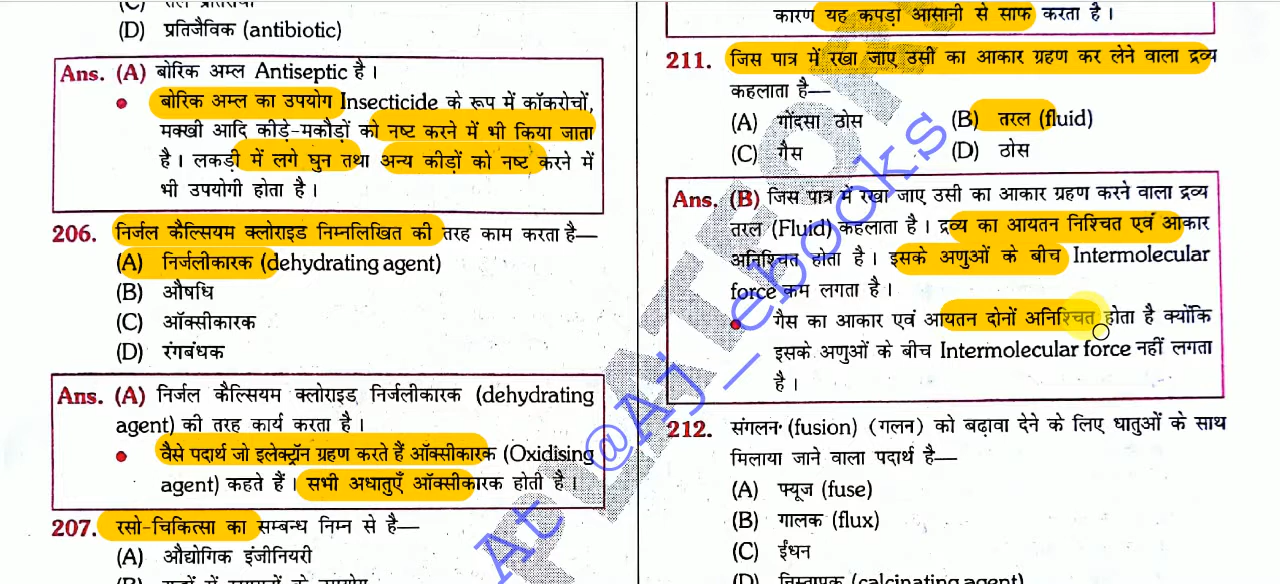 (D) प्रतिजैविक (antibiotic)
Ans. (A) बोरिक अम्ल Antiseptic है।
● बोरिक अम्ल का उपयोग Insecticide के रूप में कॉकरोचों,
मक्खी आदि कीड़े-मकौड़ों को नष्ट करने में भी किया जाता
है। लकड़ी में लगे घुन तथा अन्य कीड़ों को नष्ट करने में
भी उपयोगी होता है।
206. निर्जल कैल्सियम क्लोराइड निम्नलिखित की तरह काम करता है—
(A) निर्जलीकारक (dehydrating agent)
(B) औषधि
(C) ऑक्सीकारक
(D) रंगबंधक
Ans. (A) निर्जल कैल्सियम क्लोराइड निर्जलीकारक (dehydrating
agent) की तरह कार्य करता है।
● वैसे पदार्थ जो इलेक्ट्रॉन ग्रहण करते हैं ऑक्सीकारक (Oxidising
agent) कहते हैं। सभी अधातुएँ ऑक्सीकारक होती है।
207. रसो-चिकित्सा का सम्बन्ध निम्न से है—
(A) औद्योगिक इंजीनियरी
कारण यह कपड़ा आसानी से साफ करता है।
211. जिस पात्र में रखा जाए उसी का आकार ग्रहण कर लेने वाला द्रव्य
कहलाता है—
(A) गोंदसा ठोस (B) तरल (fluid)
(C) गैस (D) ठोस
Ans. (B) जिस पात्र में रखा जाए उसी का आकार ग्रहण करने वाला द्रव्य
तरल (Fluid) कहलाता है। द्रव्य का आयतन निश्चित एवं आकार
अनिश्चित होता है। इसके अणुओं के बीच Intermolecular
force कम लगता है।
● गैस का आकार एवं आयतन दोनों अनिश्चित होता है क्योंकि
इसके अणुओं के बीच Intermolecular force नहीं लगता
है।
212. संगलन (fusion) (गलन) को बढ़ावा देने के लिए धातुओं के साथ
मिलाया जाने वाला पदार्थ है—
(A) फ्यूज (fuse)
(B) गालक (flux)
(C) ईंधन
(D) निस्तापक (calcinating agent)
At @Aj_ebooks
PLATFORM